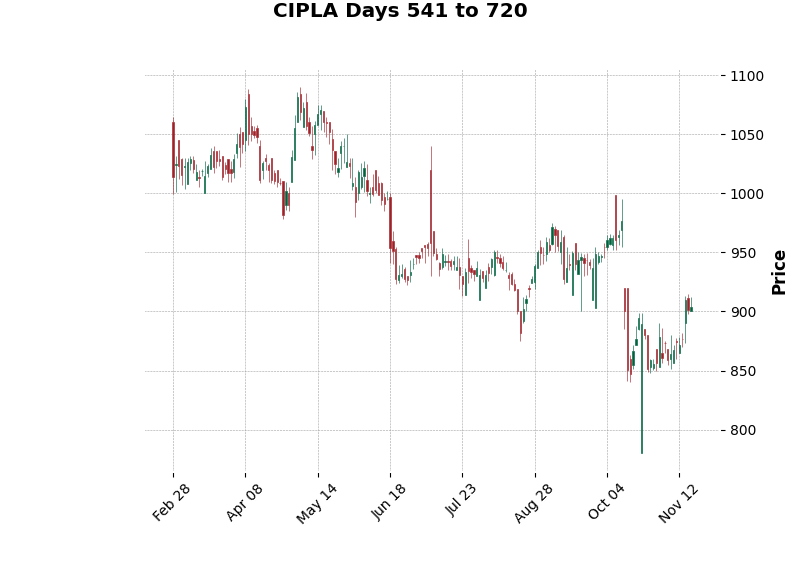 CIPLA Days 541 to 720
1100
1050
1000
950
900
850
800
Price
Feb 28
Apr 08
May 14
Jun 18
Jul 23
Aug 28
Oct 04
Nov 12